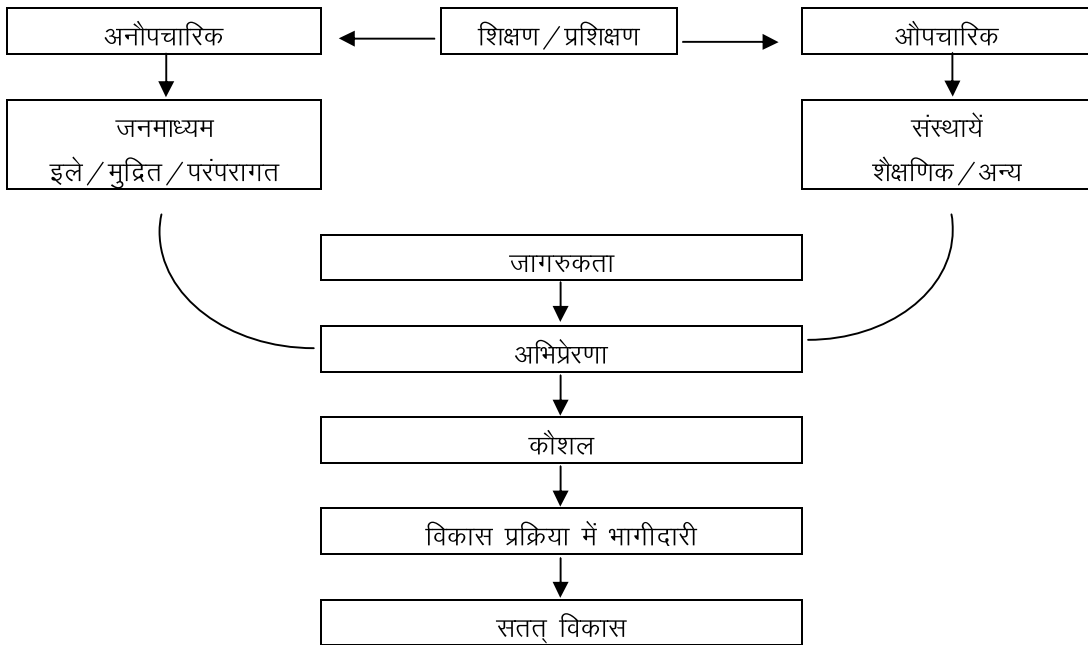 अनौपचारिक
शिक्षण / प्रशिक्षण
औपचारिक
जनमाध्यम
इले / मुद्रित / परंपरागत
संस्थायें
शैक्षणिक / अन्य
जागरुकता
अभिप्रेरणा
कौशल
विकास प्रक्रिया में भागीदारी
सतत् विकास